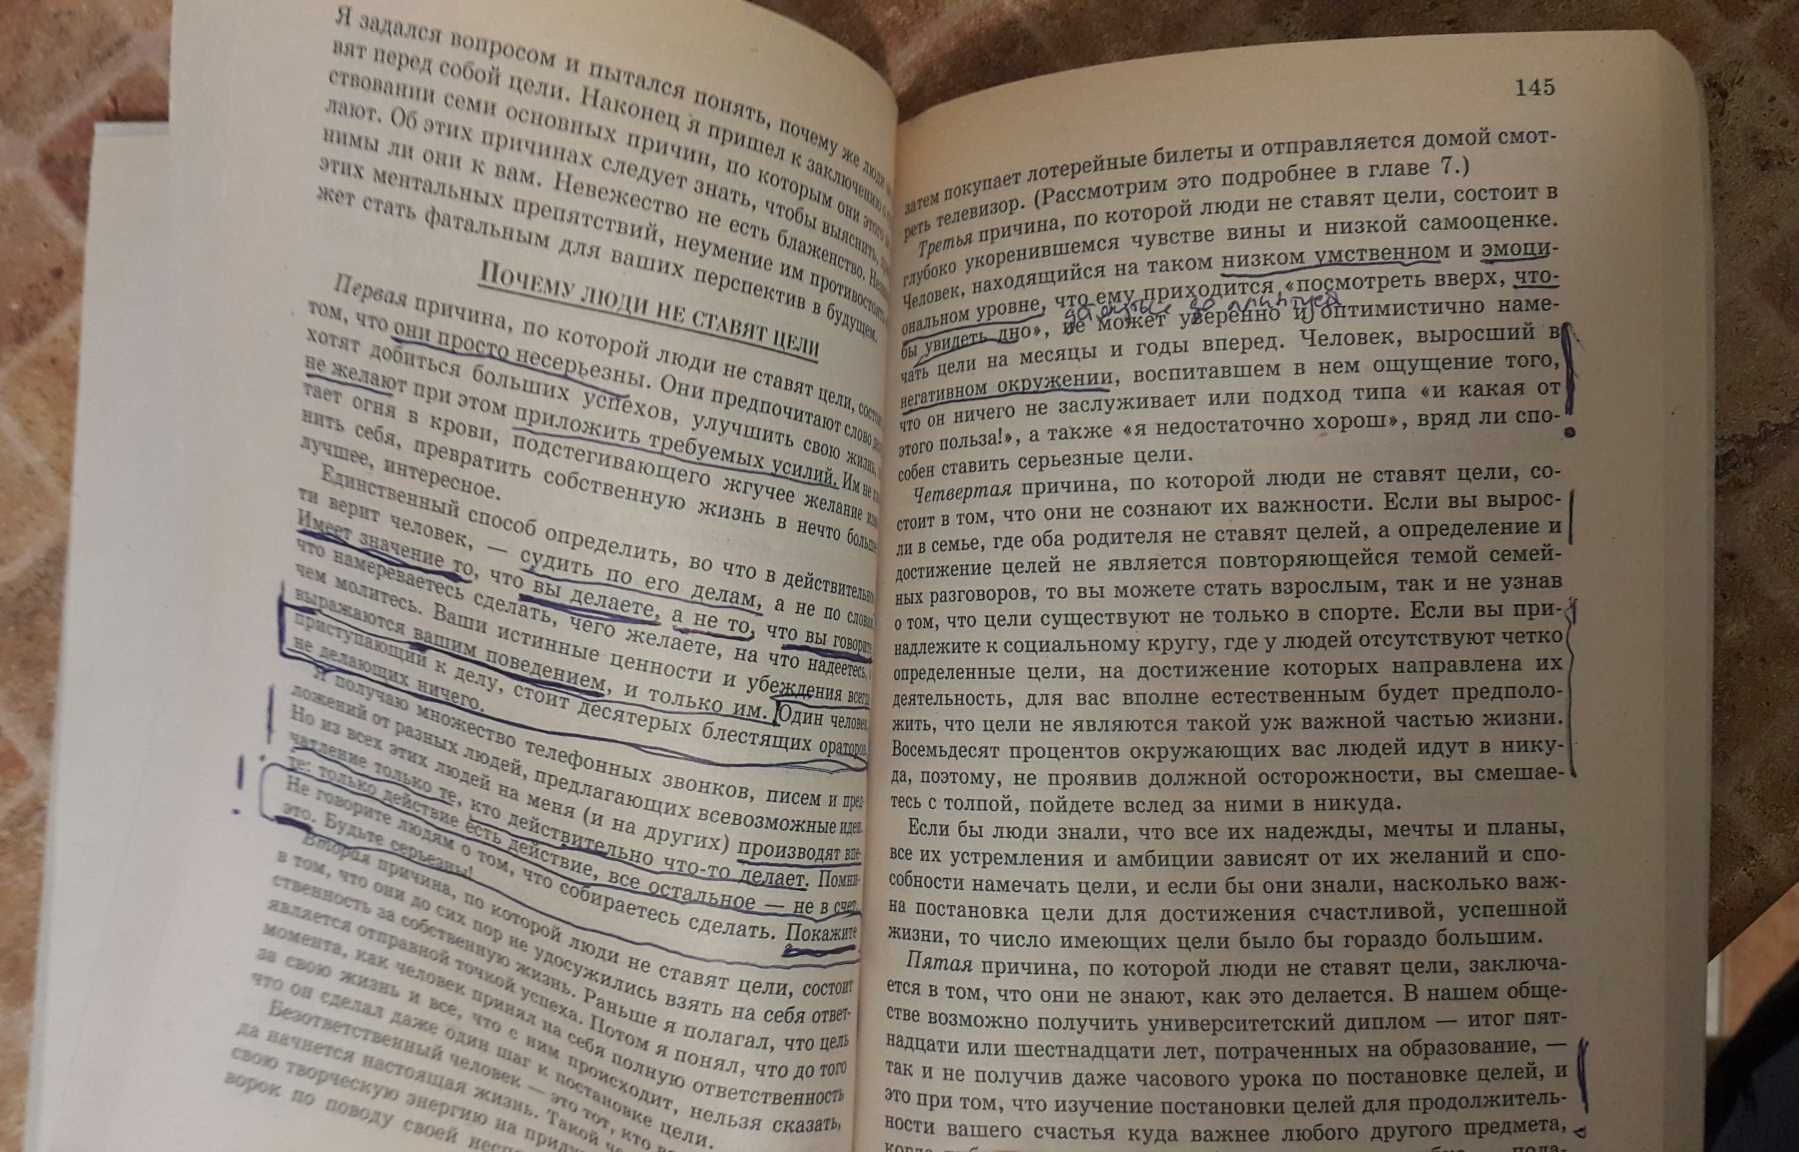 Я задался вопросом и пытался понять, почему же люди
вят перед собой цели. Наконец я пришел к заключению о
ствовании семи основных причин, по которым они этого
лают. Об этих причинах следует знать, чтобы выяснить,
нимы ли они к вам. Невежество не есть блаженство.
этих ментальных препятствий, неумение им противостоять
жет стать фатальным для ваших перспектив в будущем.
ПОЧЕМУ ЛЮДИ НЕ СТАВЯТ ЦЕЛИ
Первая причина, по которой люди не ставят цели,
том, что они просто несерьезны. Они предпочитают слово
хотят добиться больших успехов, улучшить свою жизнь,
не желают при этом приложить требуемых усилий. Им не
тает огня в крови, подстегивающего жгучее желание
нить себя, превратить собственную жизнь в нечто
лучшее, интересное.
Единственный способ определить, во что в действительно
ти верит человек, — судить по его делам, а не по словам
Имеет значение то, что вы делаете, а не то, что вы говорите,
что намереваетесь сделать, чего желаете, на что надеетесь,
чем молитесь. Ваши истинные ценности и убеждения всегда
выражаются вашим поведением, и только им. Один человек,
приступающий к делу, стоит десятерых блестящих ораторов,
не делающих ничего.
Я получаю множество телефонных звонков, писем и пред-
ложений от разных людей, предлагающих всевозможные идеи.
Но из всех этих людей на меня (и на других) производят впе-
чатление только те, кто действительно что-то делает. Помни-
те: только действие есть действие, все остальное — не в счет.
Не говорите людям о том, что собираетесь сделать. Покажите
это. Будьте серьезны!
Вторая причина, по которой люди не ставят цели, состоит
в том, что они до сих пор не удосужились взять на себя ответ-
ственность за собственную жизнь. Раньше я полагал, что цель
является отправной точкой успеха. Потом я понял, что до того
момента, как человек принял на себя полную ответственность
за свою жизнь и все, что с ним происходит, нельзя сказать,
что он сделал даже один шаг к постановке цели.
Безответственный человек — это тот, кто
да начнется настоящая жизнь. Такой
свою творческую энергию на
ворок по поводу своей
145
затем покупает лотерейные билеты и отправляется домой смот-
реть телевизор. (Рассмотрим это подробнее в главе 7.)
Третья причина, по которой люди не ставят цели, состоит в
глубоко укоренившемся чувстве вины и низкой самооценке.
Человек, находящийся на таком низком умственном и эмоци-
ональном уровне, что ему приходится «посмотреть вверх, что-
бы увидеть дно», не может уверенно и оптимистично наме-
чать цели на месяцы и годы вперед. Человек, выросший в
негативном окружении, воспитавшем в нем ощущение того,
что он ничего не заслуживает или подход типа «и какая от
этого польза!», а также «я недостаточно хорош», вряд ли спо-
собен ставить серьезные цели.
Четвертая причина, по которой люди не ставят цели, со-
стоит в том, что они не сознают их важности. Если вы вырос-
ли в семье, где оба родителя не ставят целей, а определение и
достижение целей не является повторяющейся темой семей-
ных разговоров, то вы можете стать взрослым, так и не узнав
о том, что цели существуют не только в спорте. Если вы при-
надлежите к социальному кругу, где у людей отсутствуют четко
определенные цели, на достижение которых направлена их
деятельность, для вас вполне естественным будет предполо-
жить, что цели не являются такой уж важной частью жизни.
Восемьдесят процентов окружающих вас людей идут в нику-
да, поэтому, не проявив должной осторожности, вы смешае-
тесь с толпой, пойдете вслед за ними в никуда.
Если бы люди знали, что все их надежды, мечты и планы,
все их устремления и амбиции зависят от их желаний и спо-
собности намечать цели, и если бы они знали, насколько важ-
на постановка цели для достижения счастливой, успешной
жизни, то число имеющих цели было бы гораздо большим.
Пятая причина, по которой люди не ставят цели, заключа-
ется в том, что они не знают, как это делается. В нашем обще-
стве возможно получить университетский диплом — итог пят-
надцати или шестнадцати лет, потраченных на образование, —
так и не получив даже часового урока по постановке целей, и
это при том, что изучение постановки целей для продолжитель-
ности вашего счастья куда важнее любого другого предмета,